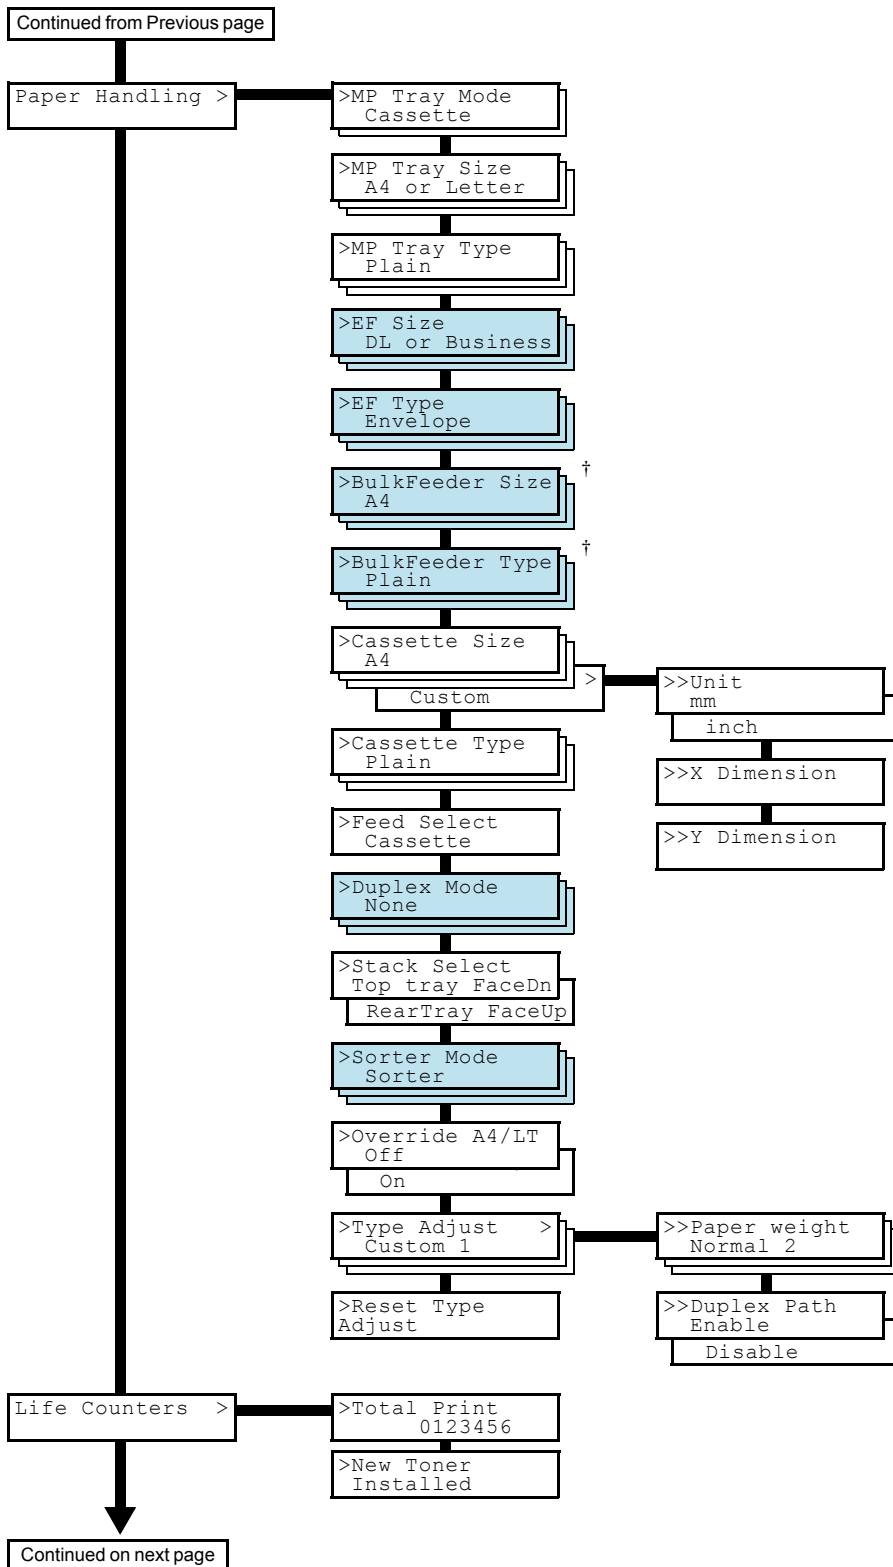 Continued from Previous page
Paper Handling >
>MP Tray Mode
Cassette
>MP Tray Size
A4 or Letter
>MP Tray Type
Plain
>EF Size
DL or Business
>EF Type
Envelope
>BulkFeeder Size
A4
†
>BulkFeeder Type
Plain
†
>Cassette Size
A4
>
Custom
>>Unit
mm
inch
>>X Dimension
>>Y Dimension
>Cassette Type
Plain
>Feed Select
Cassette
>Duplex Mode
None
>Stack Select
Top tray FaceDn
RearTray FaceUp
>Sorter Mode
Sorter
>Override A4/LT
Off
On
>Type Adjust >
Custom 1
>>Paper weight
Normal 2
>>Duplex Path
Enable
Disable
>Reset Type
Adjust
Life Counters >
>Total Print
0123456
>New Toner
Installed
Continued on next page